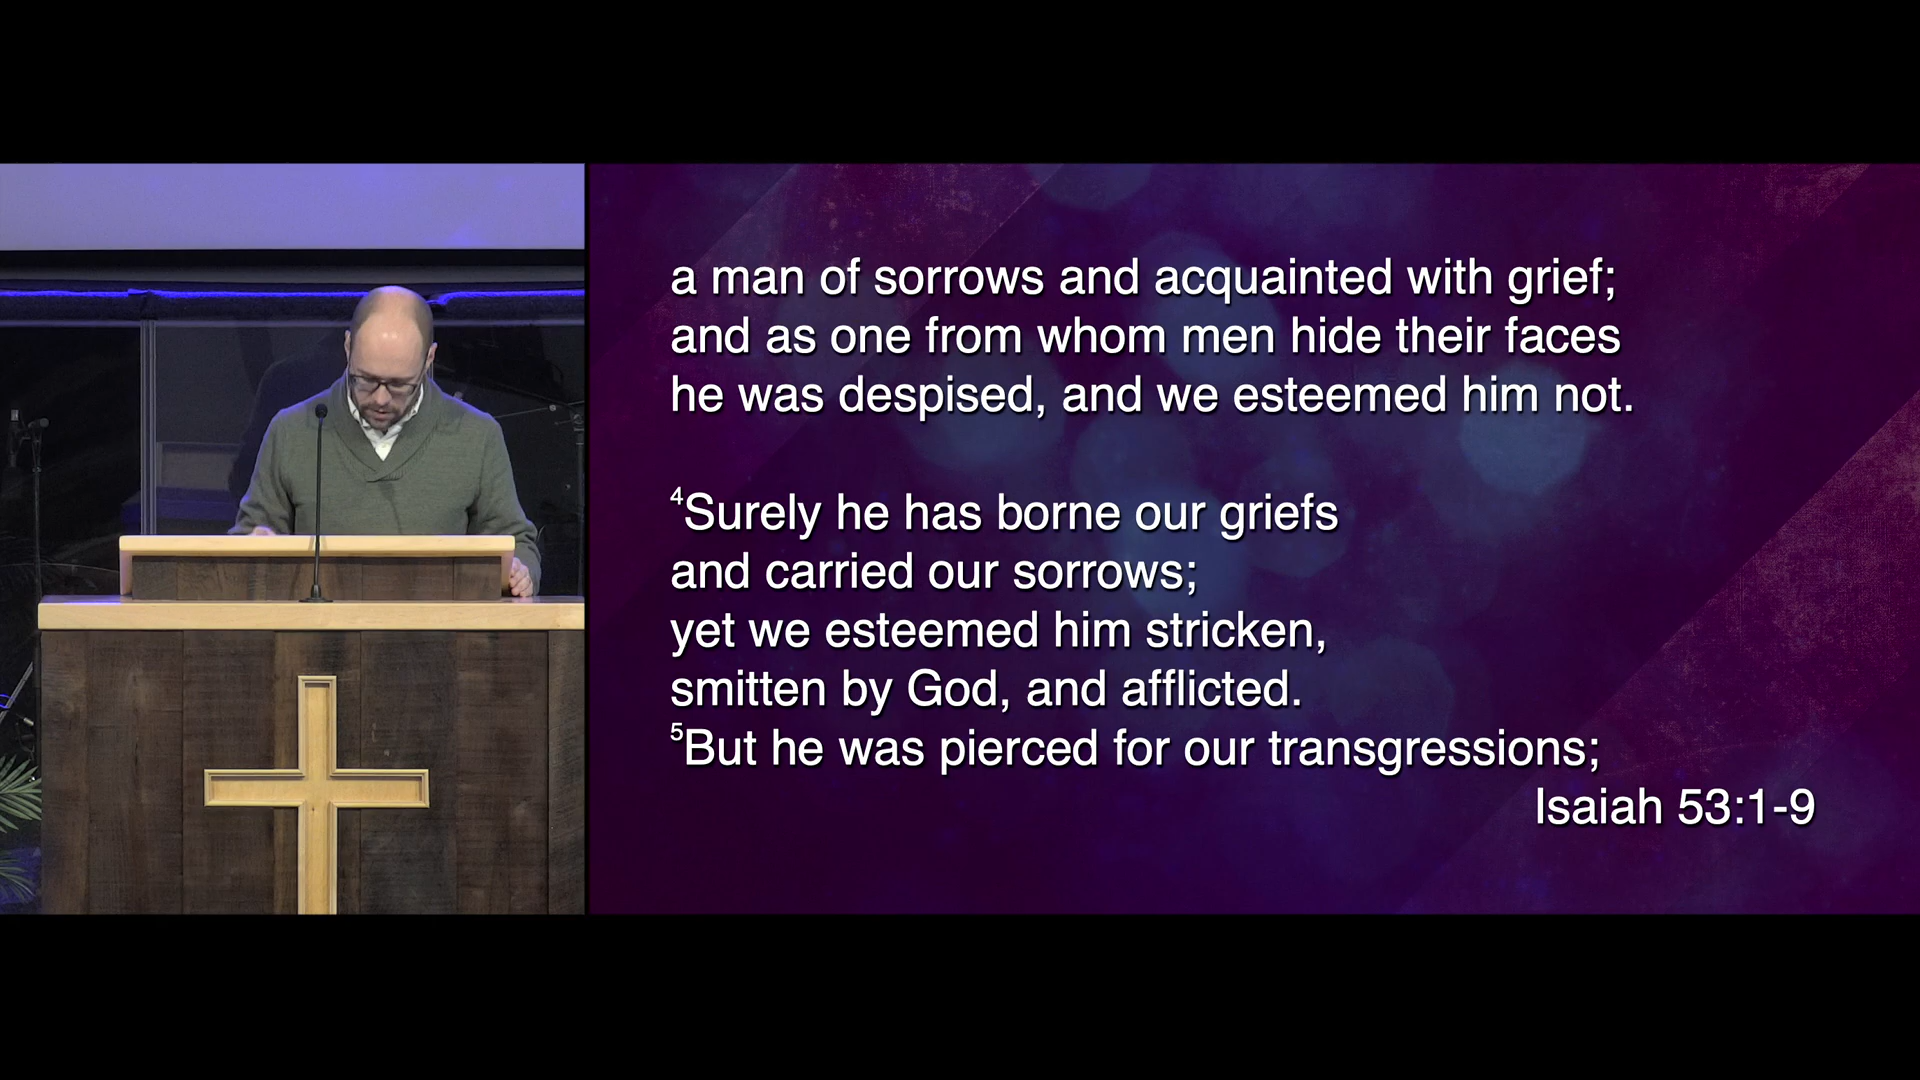 a man of sorrows and acquainted with grief;
and as one from whom men hide their faces
he was despised, and we esteemed him not.
⁴Surely he has borne our griefs
and carried our sorrows;
yet we esteemed him stricken,
smitten by God, and afflicted.
⁵But he was pierced for our transgressions;
Isaiah 53:1-9